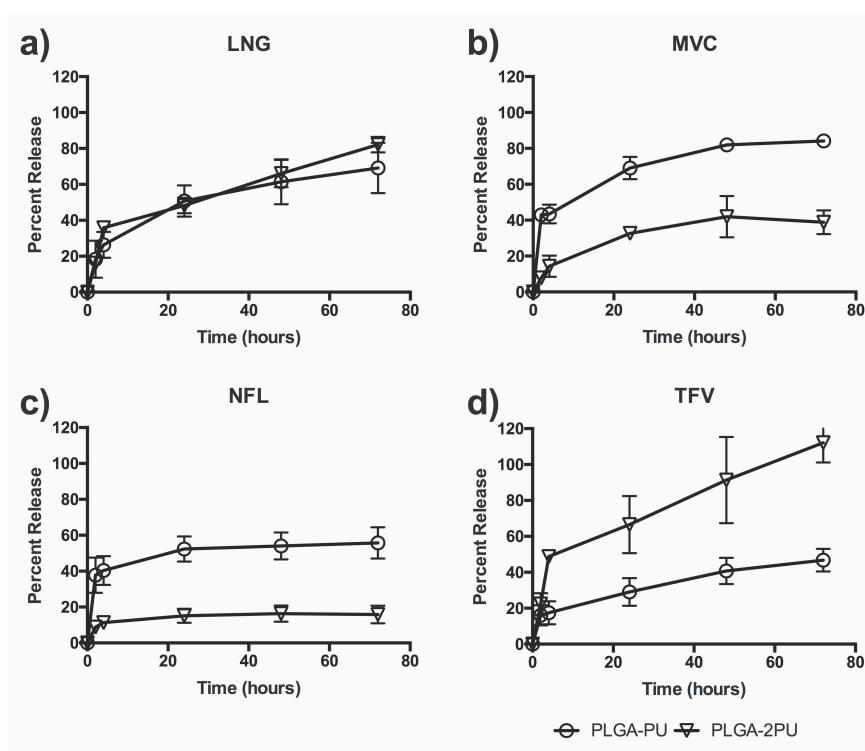 a)
LNG
Percent Release
120
100
80
60
40
20
0
0 20 40 60 80
Time (hours)
b)
MVC
Percent Release
120
100
80
60
40
20
0
0 20 40 60 80
Time (hours)
c)
NFL
Percent Release
120
100
80
60
40
20
0
0 20 40 60 80
Time (hours)
d)
TFV
Percent Release
120
100
80
60
40
20
0
0 20 40 60 80
Time (hours)
PLGA-PU PLGA-2PU